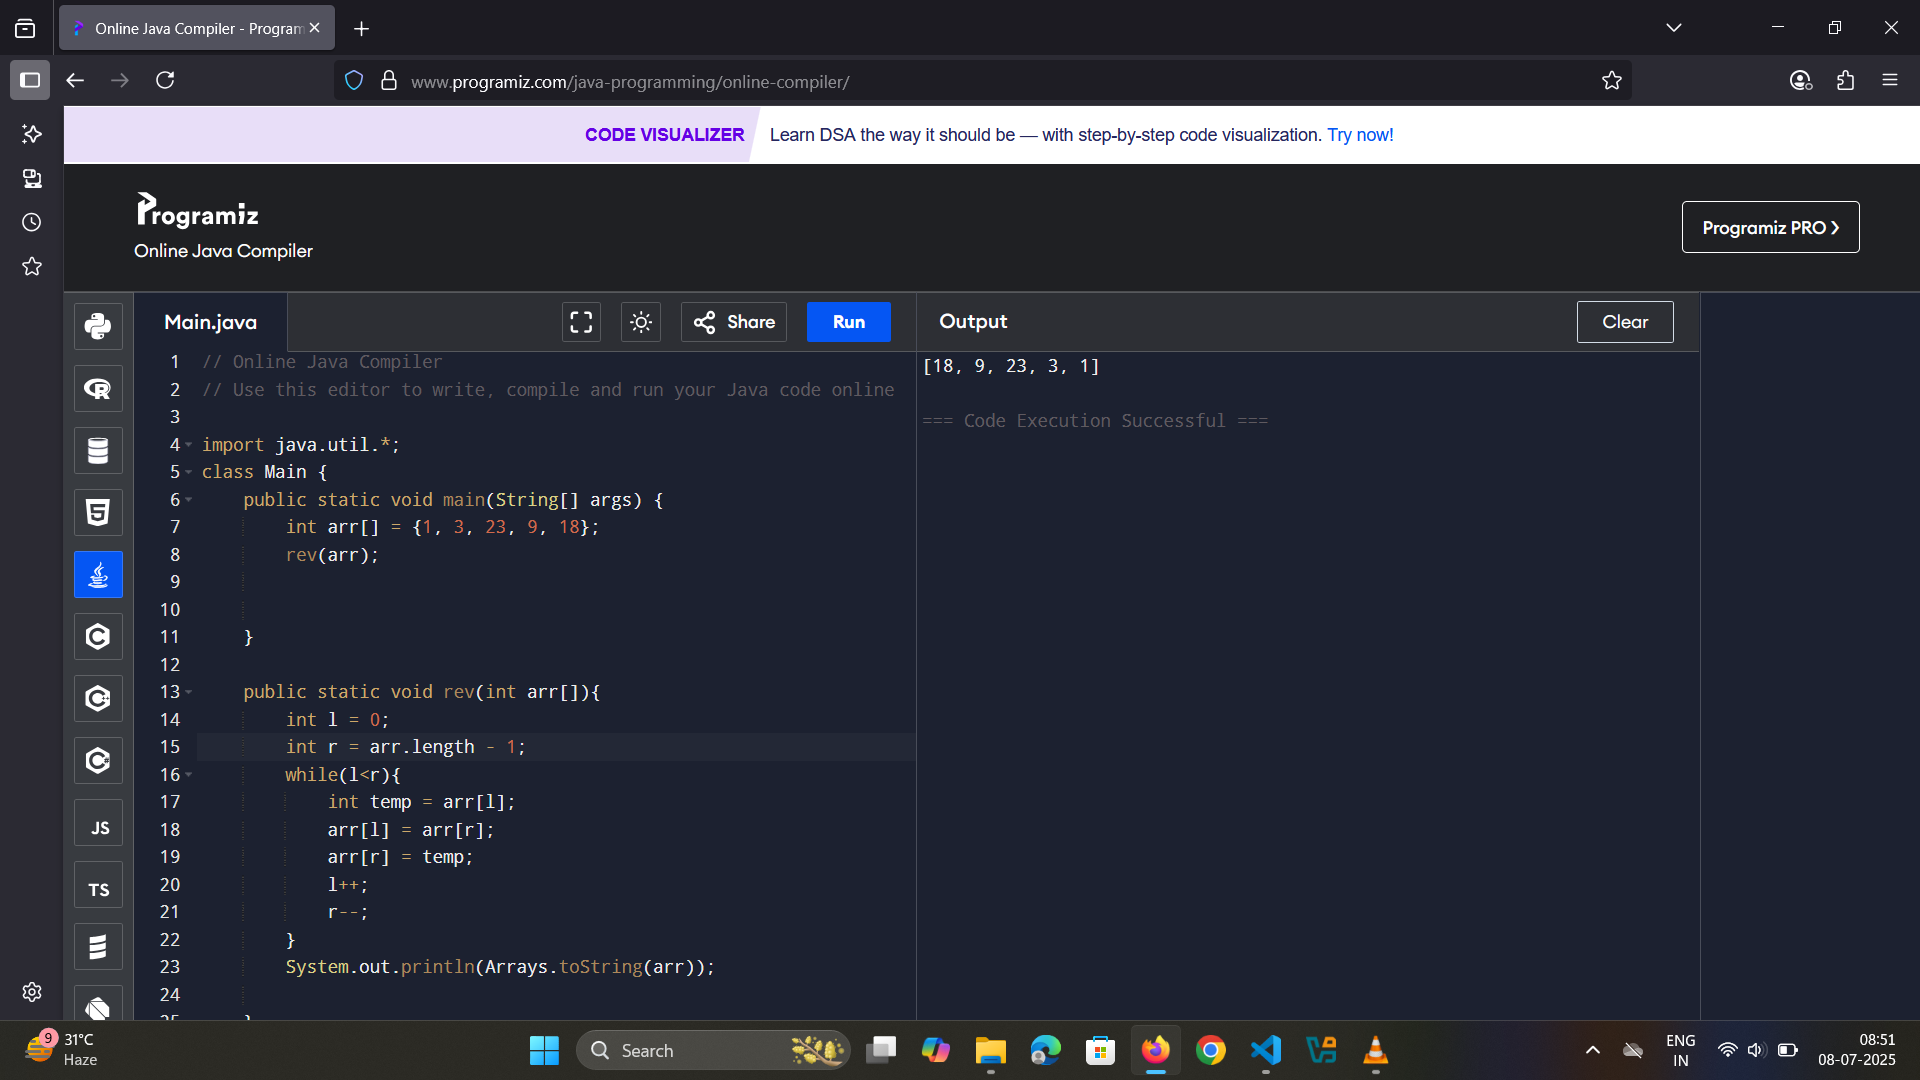 Online Java Compiler - Program
www.programiz.com/java-programming/online-compiler/
CODE VISUALIZER Learn DSA the way it should be — with step-by-step code visualization. Try now!
Programiz
Online Java Compiler
Programiz PRO ❯
Main.java
Share
Run
Output
Clear
1 // Online Java Compiler
2 // Use this editor to write, compile and run your Java code online
3
4 import java.util.*;
5 class Main {
6 public static void main(String[] args) {
7 int arr[] = {1, 3, 23, 9, 18};
8 rev(arr);
9
10
11 }
12
13 public static void rev(int arr[]){
14 int l = 0;
15 int r = arr.length - 1;
16 while(l<r){
17 int temp = arr[l];
18 arr[l] = arr[r];
19 arr[r] = temp;
20 l++;
21 r--;
22 }
23 System.out.println(Arrays.toString(arr));
24
25 }
[18, 9, 23, 3, 1]
=== Code Execution Successful ===
R
5
C
C++
C#
JS
TS
9
31°C
Haze
Search
ENG
IN
08:51
08-07-2025